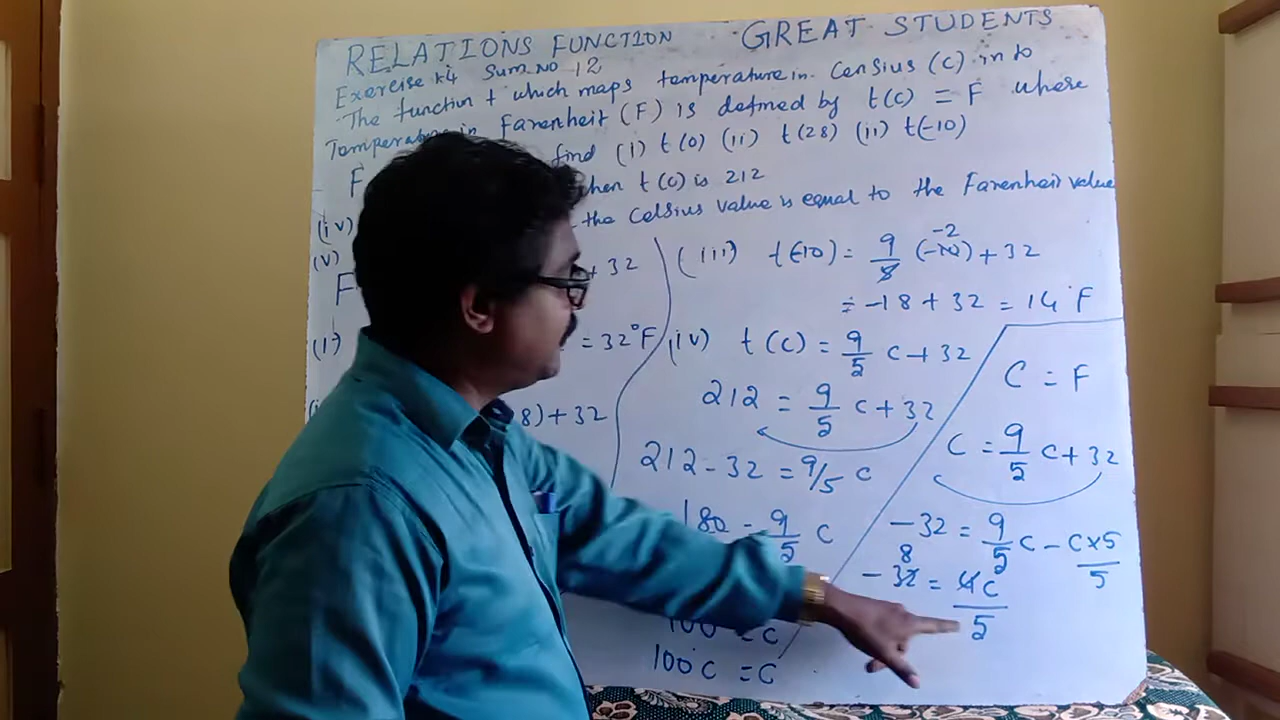 RELATIONS FUNCTION GREAT STUDENTS
Exercise 1.4 Sum No 12
The function t which maps temperature in Censius (C) in to
Temperature in Farenheit (F) is defined by t(c) = F where
F find (i) t(0) (ii) t(28) (ii) t(-10)
(iv) when t(c) is 212
(v) the Celsius value is equal to the Farenheit value
F + 32
(i) = 32°F
8) + 32
(iii) t(-10) = 9/5 (-10) + 32
-2
= -18 + 32 = 14°F
(iv) t(c) = 9/5 c + 32
212 = 9/5 c + 32
212 - 32 = 9/5 c
180 = 9/5 c
100 = c
100°C = C
C = F
C = 9/5 C + 32
-32 = 9/5 C - C×5/5
8
-32 = 4C/5